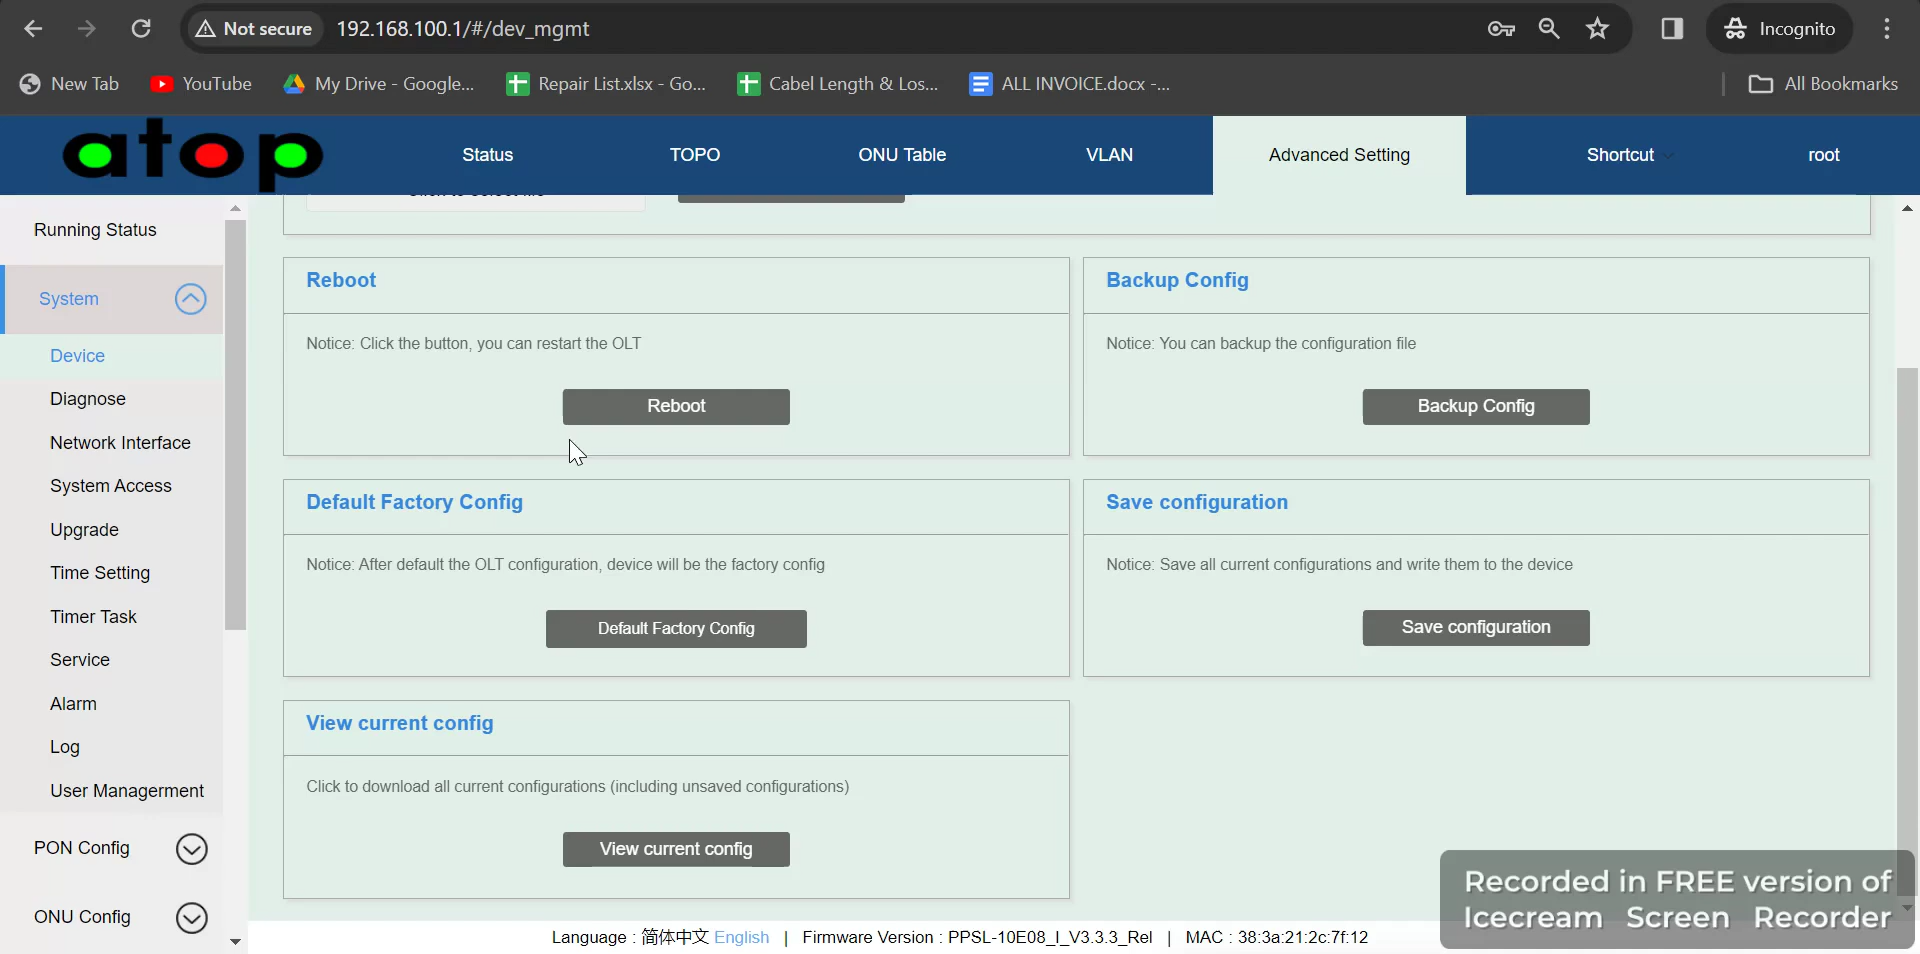 Not secure 192.168.100.1/#/dev_mgmt Incognito
New Tab YouTube My Drive - Google... Repair List.xlsx - Go... Cabel Length & Los... ALL INVOICE.docx -... All Bookmarks
atop Status TOPO ONU Table VLAN Advanced Setting Shortcut root
Running Status
System
Device
Diagnose
Network Interface
System Access
Upgrade
Time Setting
Timer Task
Service
Alarm
Log
User Managerment
PON Config
ONU Config
Reboot
Notice: Click the button, you can restart the OLT
Reboot
Backup Config
Notice: You can backup the configuration file
Backup Config
Default Factory Config
Notice: After default the OLT configuration, device will be the factory config
Default Factory Config
Save configuration
Notice: Save all current configurations and write them to the device
Save configuration
View current config
Click to download all current configurations (including unsaved configurations)
View current config
Language : 简体中文 English | Firmware Version : PPSL-10E08_I_V3.3.3_Rel | MAC : 38:3a:21:2c:7f:12
Recorded in FREE version of
Icecream Screen Recorder